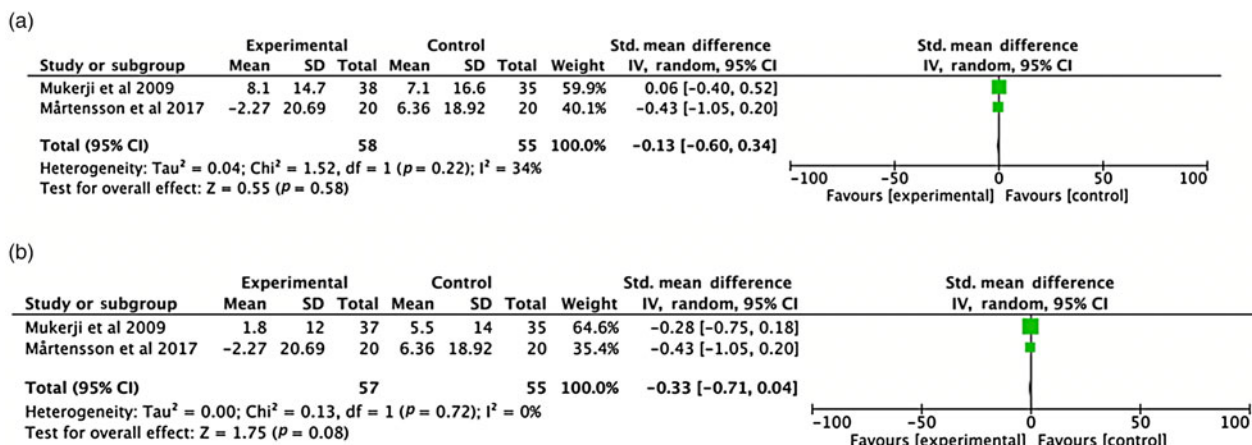 (a)
Experimental Control Std. mean difference Std. mean difference
Study or subgroup Mean SD Total Mean SD Total Weight IV, random, 95% CI IV, random, 95% CI
Mukerji et al 2009 8.1 14.7 38 7.1 16.6 35 59.9% 0.06 [−0.40, 0.52]
Mårtensson et al 2017 −2.27 20.69 20 6.36 18.92 20 40.1% −0.43 [−1.05, 0.20]
Total (95% CI) 58 55 100.0% −0.13 [−0.60, 0.34]
Heterogeneity: Tau² = 0.04; Chi² = 1.52, df = 1 (p = 0.22); I² = 34%
Test for overall effect: Z = 0.55 (p = 0.58)
−100 −50 0 50 100
Favours [experimental] Favours [control]
(b)
Experimental Control Std. mean difference Std. mean difference
Study or subgroup Mean SD Total Mean SD Total Weight IV, random, 95% CI IV, random, 95% CI
Mukerji et al 2009 1.8 12 37 5.5 14 35 64.6% −0.28 [−0.75, 0.18]
Mårtensson et al 2017 −2.27 20.69 20 6.36 18.92 20 35.4% −0.43 [−1.05, 0.20]
Total (95% CI) 57 55 100.0% −0.33 [−0.71, 0.04]
Heterogeneity: Tau² = 0.00; Chi² = 0.13, df = 1 (p = 0.72); I² = 0%
Test for overall effect: Z = 1.75 (p = 0.08)
−100 −50 0 50 100
Favours [experimental] Favours [control]